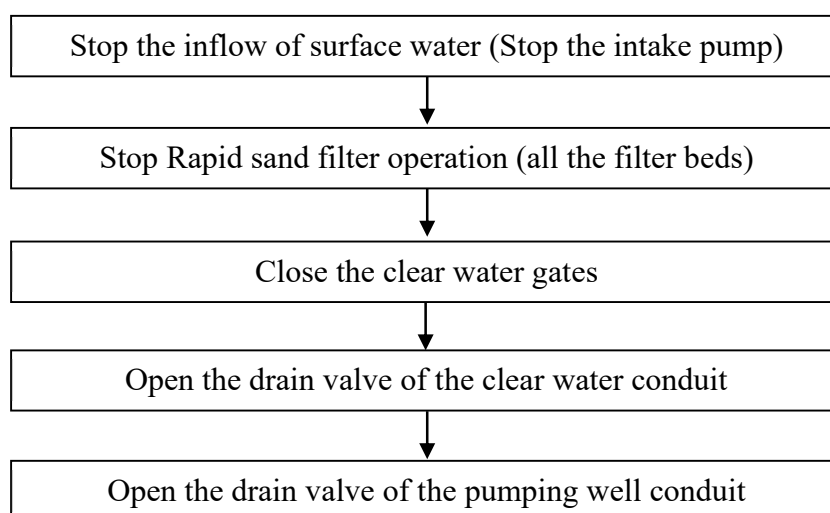 Stop the inflow of surface water (Stop the intake pump)
Stop Rapid sand filter operation (all the filter beds)
Close the clear water gates
Open the drain valve of the clear water conduit
Open the drain valve of the pumping well conduit